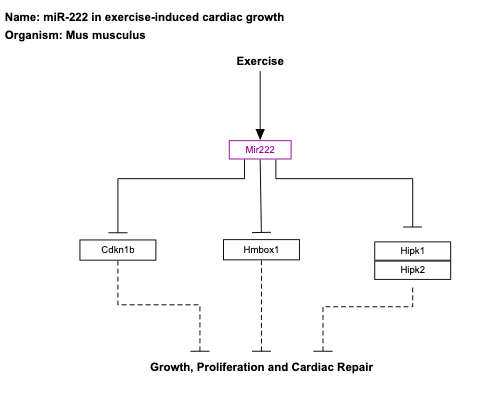 Name: miR-222 in exercise-induced cardiac growth
Organism: Mus musculus
Exercise
Mir222
Cdkn1b
Hmbox1
Hipk1
Hipk2
Growth, Proliferation and Cardiac Repair